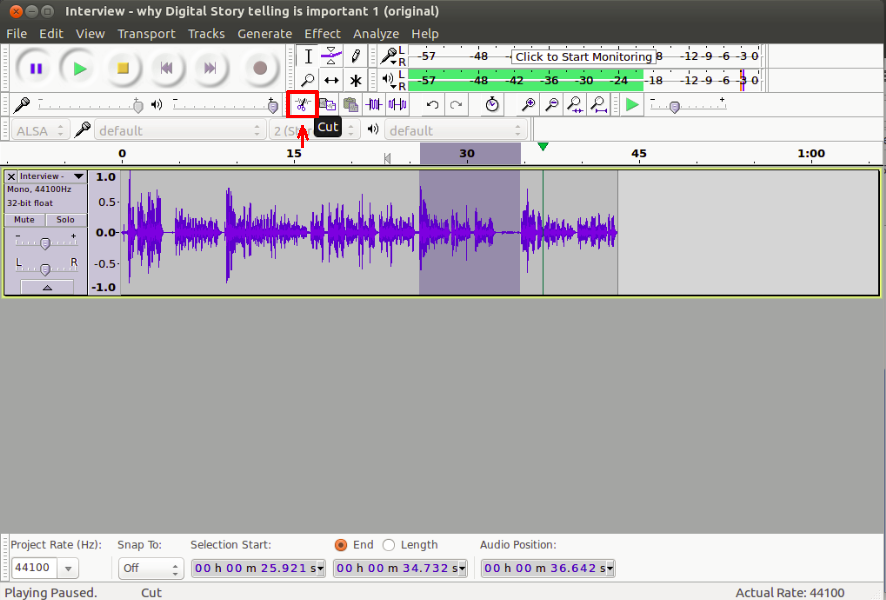 Interview - why Digital Story telling is important 1 (original)
File Edit View Transport Tracks Generate Effect Analyze Help
L -57 -48 - Click to Start Monitoring 8 -12 -9 -6 -3 0
R
L -57 -48 -42 -36 -30 -24 -18 -12 -9 -6 -3 0
R
- + - + - +
ALSA default 2 (Ster default
Cut
0 15 30 45 1:00
Interview -
Mono, 44100Hz
32-bit float
Mute Solo
- +
L R
1.0
0.5-
0.0-
-0.5-
-1.0
Project Rate (Hz): Snap To: Selection Start: End Length Audio Position:
44100 Off 00 h 00 m 25.921 s 00 h 00 m 34.732 s 00 h 00 m 36.642 s
Playing Paused. Cut Actual Rate: 44100